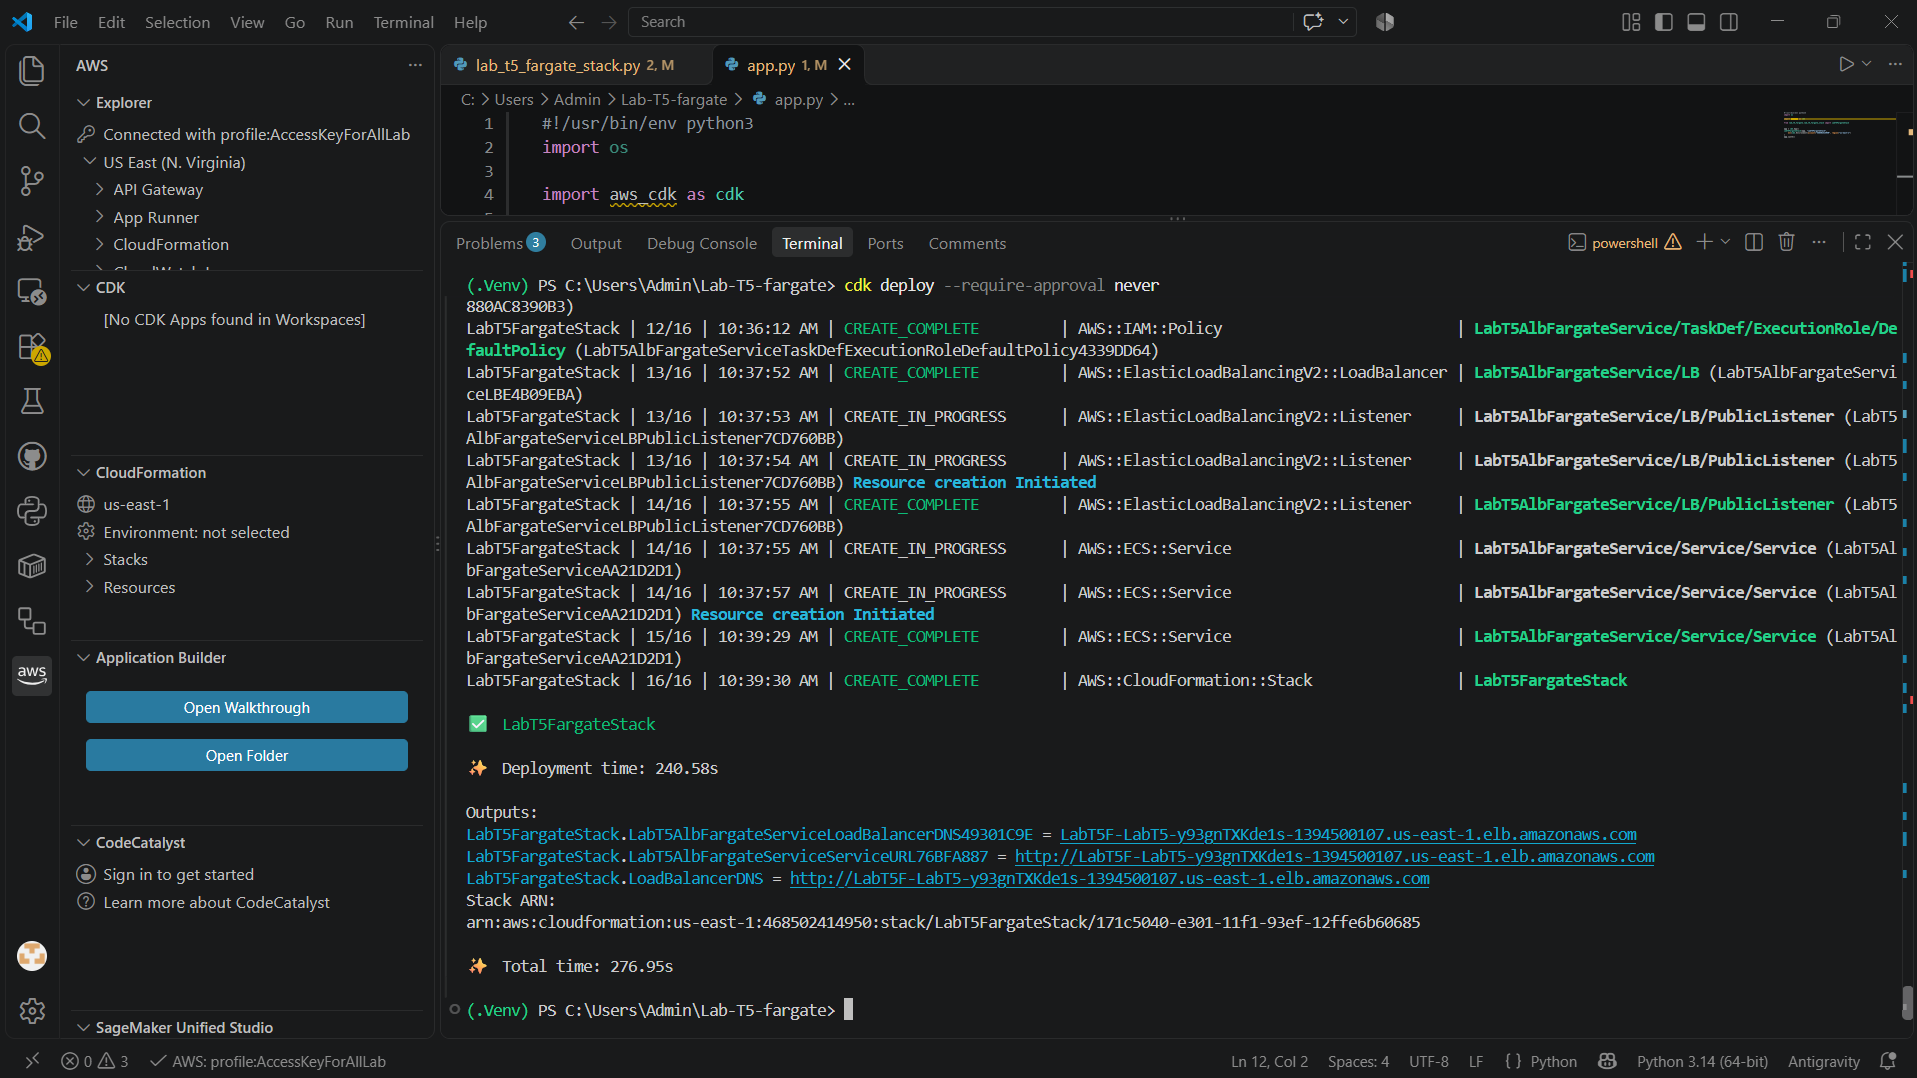 File Edit Selection View Go Run Terminal Help
Search
AWS
Explorer
Connected with profile:AccessKeyForAllLab
US East (N. Virginia)
API Gateway
App Runner
CloudFormation
CDK
[No CDK Apps found in Workspaces]
CloudFormation
us-east-1
Environment: not selected
Stacks
Resources
Application Builder
Open Walkthrough
Open Folder
CodeCatalyst
Sign in to get started
Learn more about CodeCatalyst
SageMaker Unified Studio
aws
lab_t5_fargate_stack.py 2, M
app.py 1, M
C: > Users > Admin > Lab-T5-fargate > app.py > ...
1 #!/usr/bin/env python3
2 import os
3
4 import aws_cdk as cdk
Problems 3 Output Debug Console Terminal Ports Comments
powershell
(.Venv) PS C:\Users\Admin\Lab-T5-fargate> cdk deploy --require-approval never
880AC8390B3)
LabT5FargateStack | 12/16 | 10:36:12 AM | CREATE_COMPLETE | AWS::IAM::Policy | LabT5AlbFargateService/TaskDef/ExecutionRole/De
faultPolicy (LabT5AlbFargateServiceTaskDefExecutionRoleDefaultPolicy4339DD64)
LabT5FargateStack | 13/16 | 10:37:52 AM | CREATE_COMPLETE | AWS::ElasticLoadBalancingV2::LoadBalancer | LabT5AlbFargateService/LB (LabT5AlbFargateServi
ceLBE4B09EBA)
LabT5FargateStack | 13/16 | 10:37:53 AM | CREATE_IN_PROGRESS | AWS::ElasticLoadBalancingV2::Listener | LabT5AlbFargateService/LB/PublicListener (LabT5
AlbFargateServiceLBPublicListener7CD760BB)
LabT5FargateStack | 13/16 | 10:37:54 AM | CREATE_IN_PROGRESS | AWS::ElasticLoadBalancingV2::Listener | LabT5AlbFargateService/LB/PublicListener (LabT5
AlbFargateServiceLBPublicListener7CD760BB) Resource creation Initiated
LabT5FargateStack | 14/16 | 10:37:55 AM | CREATE_COMPLETE | AWS::ElasticLoadBalancingV2::Listener | LabT5AlbFargateService/LB/PublicListener (LabT5
AlbFargateServiceLBPublicListener7CD760BB)
LabT5FargateStack | 14/16 | 10:37:55 AM | CREATE_IN_PROGRESS | AWS::ECS::Service | LabT5AlbFargateService/Service/Service (LabT5Al
bFargateServiceAA21D2D1)
LabT5FargateStack | 14/16 | 10:37:57 AM | CREATE_IN_PROGRESS | AWS::ECS::Service | LabT5AlbFargateService/Service/Service (LabT5Al
bFargateServiceAA21D2D1) Resource creation Initiated
LabT5FargateStack | 15/16 | 10:39:29 AM | CREATE_COMPLETE | AWS::ECS::Service | LabT5AlbFargateService/Service/Service (LabT5Al
bFargateServiceAA21D2D1)
LabT5FargateStack | 16/16 | 10:39:30 AM | CREATE_COMPLETE | AWS::CloudFormation::Stack | LabT5FargateStack
✅ LabT5FargateStack
✨ Deployment time: 240.58s
Outputs:
LabT5FargateStack.LabT5AlbFargateServiceLoadBalancerDNS49301C9E = LabT5F-LabT5-y93gnTXKde1s-1394500107.us-east-1.elb.amazonaws.com
LabT5FargateStack.LabT5AlbFargateServiceServiceURL76BFA887 = http://LabT5F-LabT5-y93gnTXKde1s-1394500107.us-east-1.elb.amazonaws.com
LabT5FargateStack.LoadBalancerDNS = http://LabT5F-LabT5-y93gnTXKde1s-1394500107.us-east-1.elb.amazonaws.com
Stack ARN:
arn:aws:cloudformation:us-east-1:468502414950:stack/LabT5FargateStack/171c5040-e301-11f1-93ef-12ffe6b60685
✨ Total time: 276.95s
(.Venv) PS C:\Users\Admin\Lab-T5-fargate>
0 3 AWS: profile:AccessKeyForAllLab
Ln 12, Col 2 Spaces: 4 UTF-8 LF {} Python Python 3.14 (64-bit) Antigravity